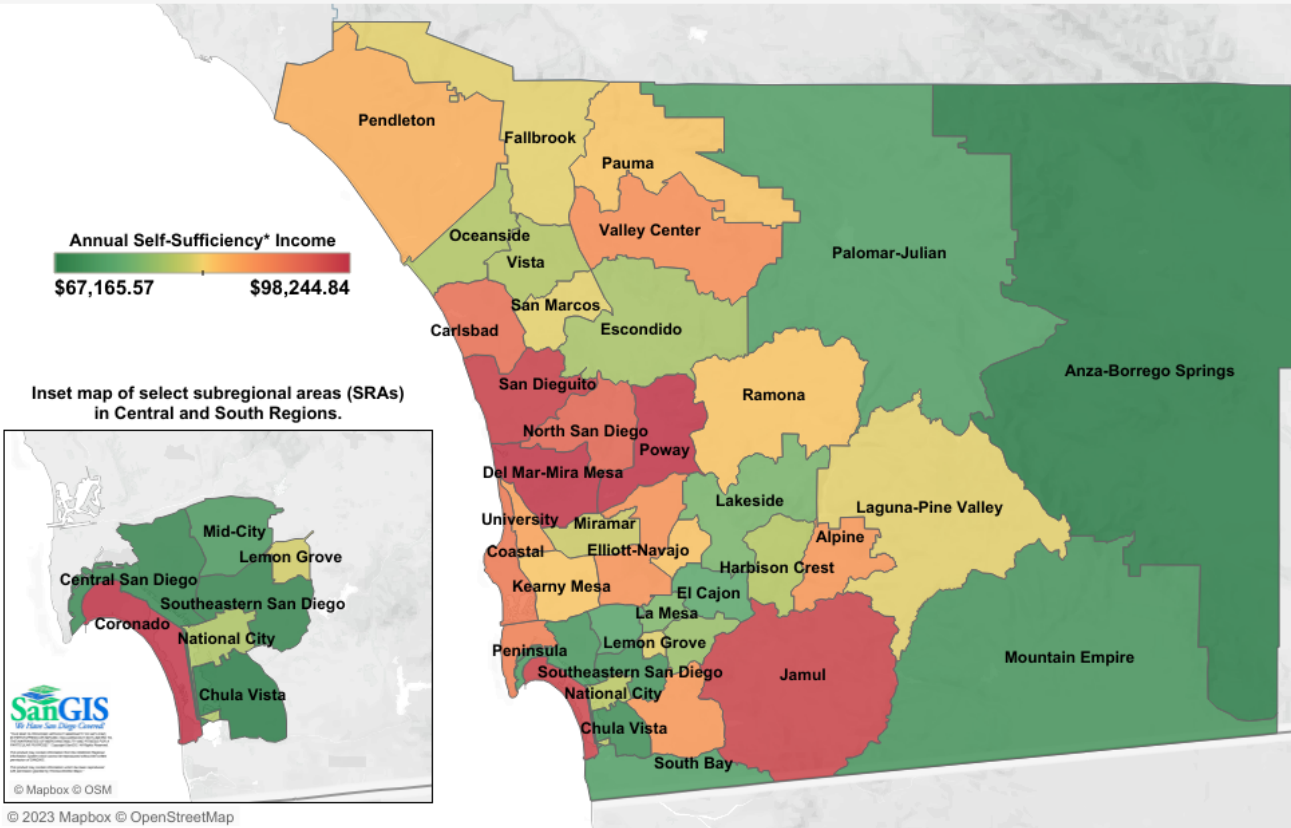 Pendleton
Fallbrook
Pauma
Valley Center
Oceanside
Vista
Palomar-Julian
Annual Self-Sufficiency* Income
$67,165.57
$98,244.84
San Marcos
Carlsbad
Escondido
Anza-Borrego Springs
San Dieguito
Ramona
North San Diego
Poway
Del Mar-Mira Mesa
Lakeside
Laguna-Pine Valley
University
Miramar
Alpine
Coastal
Elliott-Navajo
Harbison Crest
Kearny Mesa
El Cajon
La Mesa
Lemon Grove
Peninsula
Mountain Empire
Southeastern San Diego
Jamul
National City
Chula Vista
South Bay
Inset map of select subregional areas (SRAs)
in Central and South Regions.
Mid-City
Lemon Grove
Central San Diego
Southeastern San Diego
Coronado
National City
Chula Vista
SanGIS
We Have San Diego Covered!
© Mapbox © OSM
© 2023 Mapbox © OpenStreetMap